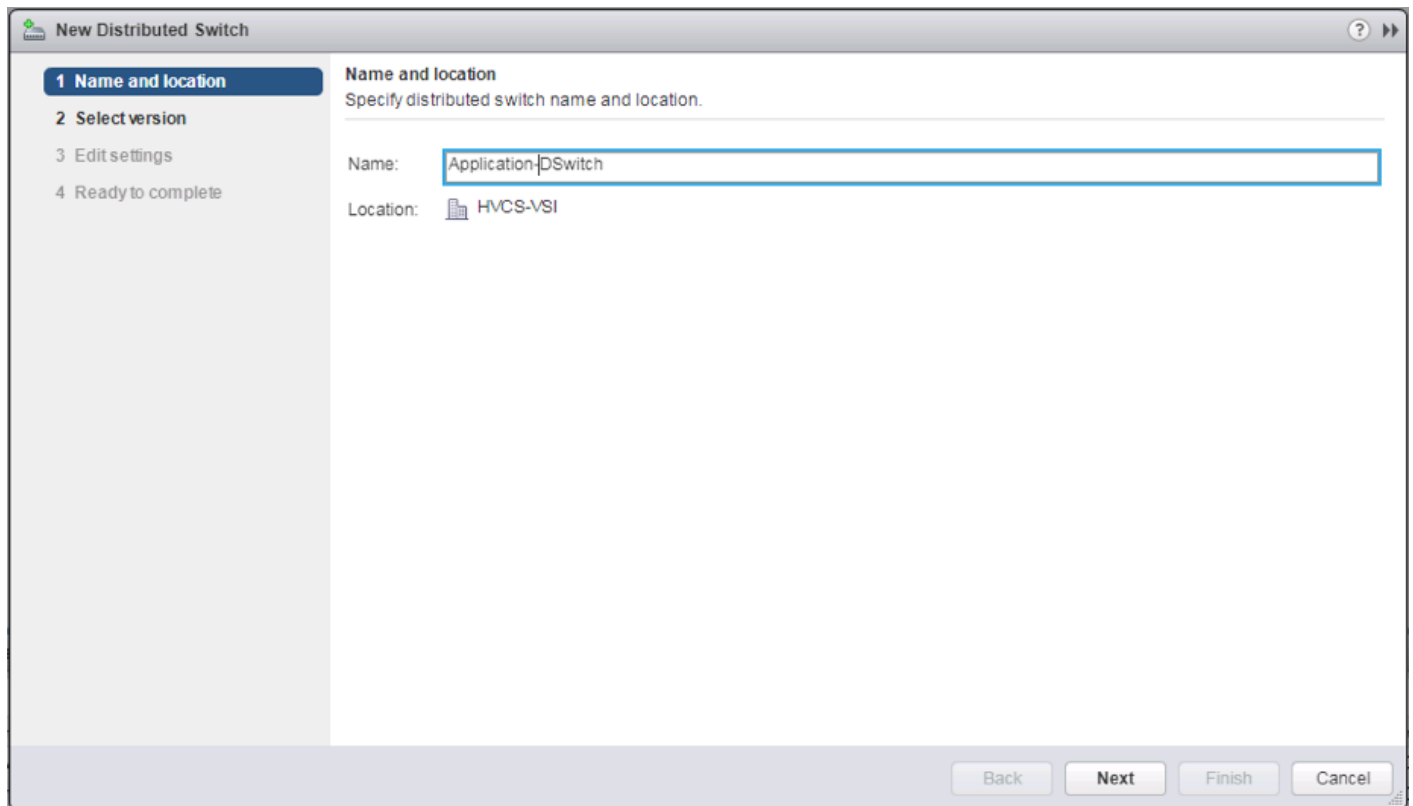 New Distributed Switch
?
1 Name and location
2 Select version
3 Edit settings
4 Ready to complete
Name and location
Specify distributed switch name and location.
Name: Application-DSwitch
Location: HVCS-VSI
Back Next Finish Cancel